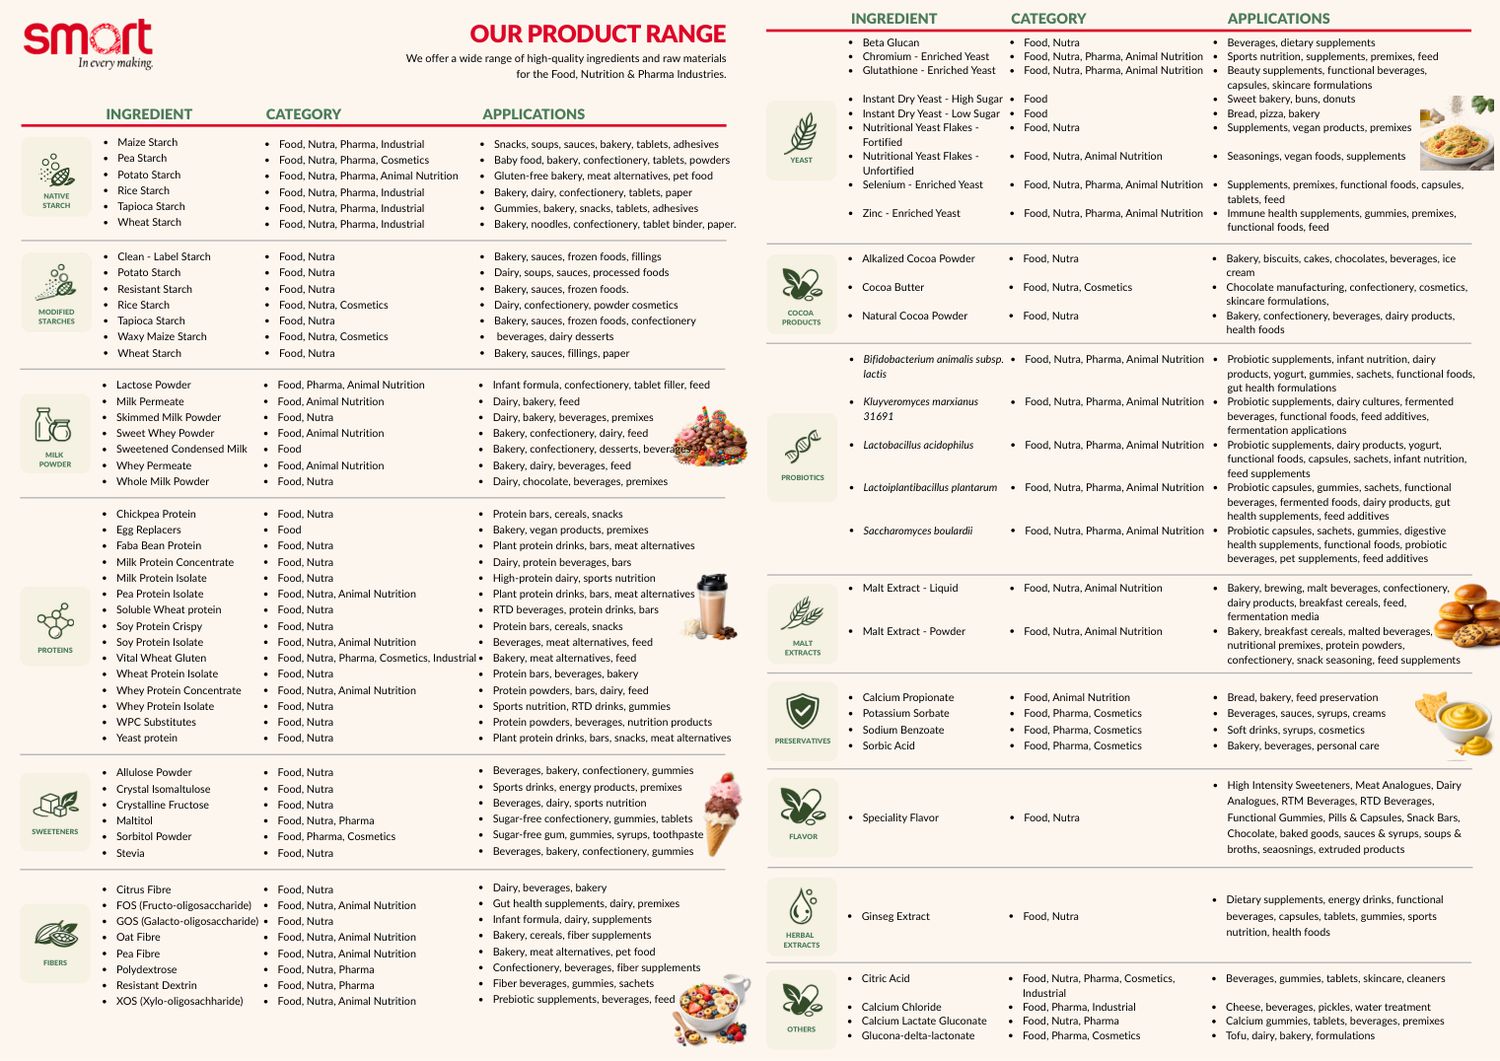 smart
In every making.
OUR PRODUCT RANGE
We offer a wide range of high-quality ingredients and raw materials
for the Food, Nutrition & Pharma Industries.
INGREDIENT CATEGORY APPLICATIONS
NATIVE
STARCH
• Maize Starch • Food, Nutra, Pharma, Industrial • Snacks, soups, sauces, bakery, tablets, adhesives
• Pea Starch • Food, Nutra, Pharma, Cosmetics • Baby food, bakery, confectionery, tablets, powders
• Potato Starch • Food, Nutra, Pharma, Animal Nutrition • Gluten-free bakery, meat alternatives, pet food
• Rice Starch • Food, Nutra, Pharma, Industrial • Bakery, dairy, confectionery, tablets, paper
• Tapioca Starch • Food, Nutra, Pharma, Industrial • Gummies, bakery, snacks, tablets, adhesives
• Wheat Starch • Food, Nutra, Pharma, Industrial • Bakery, noodles, confectionery, tablet binder, paper.
MODIFIED
STARCHES
• Clean - Label Starch • Food, Nutra • Bakery, sauces, frozen foods, fillings
• Potato Starch • Food, Nutra • Dairy, soups, sauces, processed foods
• Resistant Starch • Food, Nutra • Bakery, sauces, frozen foods.
• Rice Starch • Food, Nutra, Cosmetics • Dairy, confectionery, powder cosmetics
• Tapioca Starch • Food, Nutra • Bakery, sauces, frozen foods, confectionery
• Waxy Maize Starch • Food, Nutra, Cosmetics • beverages, dairy desserts
• Wheat Starch • Food, Nutra • Bakery, sauces, fillings, paper
MILK
POWDER
• Lactose Powder • Food, Pharma, Animal Nutrition • Infant formula, confectionery, tablet filler, feed
• Milk Permeate • Food, Animal Nutrition • Dairy, bakery, feed
• Skimmed Milk Powder • Food, Nutra • Dairy, bakery, beverages, premixes
• Sweet Whey Powder • Food, Animal Nutrition • Bakery, confectionery, dairy, feed
• Sweetened Condensed Milk • Food • Bakery, confectionery, desserts, beverages
• Whey Permeate • Food, Animal Nutrition • Bakery, dairy, beverages, feed
• Whole Milk Powder • Food, Nutra • Dairy, chocolate, beverages, premixes
PROTEINS
• Chickpea Protein • Food, Nutra • Protein bars, cereals, snacks
• Egg Replacers • Food • Bakery, vegan products, premixes
• Faba Bean Protein • Food, Nutra • Plant protein drinks, bars, meat alternatives
• Milk Protein Concentrate • Food, Nutra • Dairy, protein beverages, bars
• Milk Protein Isolate • Food, Nutra • High-protein dairy, sports nutrition
• Pea Protein Isolate • Food, Nutra, Animal Nutrition • Plant protein drinks, bars, meat alternatives
• Soluble Wheat protein • Food, Nutra • RTD beverages, protein drinks, bars
• Soy Protein Crispy • Food, Nutra • Protein bars, cereals, snacks
• Soy Protein Isolate • Food, Nutra, Animal Nutrition • Beverages, meat alternatives, feed
• Vital Wheat Gluten • Food, Nutra, Pharma, Cosmetics, Industrial • Bakery, meat alternatives, feed
• Wheat Protein Isolate • Food, Nutra • Protein bars, beverages, bakery
• Whey Protein Concentrate • Food, Nutra, Animal Nutrition • Protein powders, bars, dairy, feed
• Whey Protein Isolate • Food, Nutra • Sports nutrition, RTD drinks, gummies
• WPC Substitutes • Food, Nutra • Protein powders, beverages, nutrition products
• Yeast protein • Food, Nutra • Plant protein drinks, bars, snacks, meat alternatives
SWEETENERS
• Allulose Powder • Food, Nutra • Beverages, bakery, confectionery, gummies
• Crystal Isomaltulose • Food, Nutra • Sports drinks, energy products, premixes
• Crystalline Fructose • Food, Nutra • Beverages, dairy, sports nutrition
• Maltitol • Food, Nutra, Pharma • Sugar-free confectionery, gummies, tablets
• Sorbitol Powder • Food, Pharma, Cosmetics • Sugar-free gum, gummies, syrups, toothpaste
• Stevia • Food, Nutra • Beverages, bakery, confectionery, gummies
FIBERS
• Citrus Fibre • Food, Nutra • Dairy, beverages, bakery
• FOS (Fructo-oligosaccharide) • Food, Nutra, Animal Nutrition • Gut health supplements, dairy, premixes
• GOS (Galacto-oligosaccharide) • Food, Nutra • Infant formula, dairy, supplements
• Oat Fibre • Food, Nutra, Animal Nutrition • Bakery, cereals, fiber supplements
• Pea Fibre • Food, Nutra, Animal Nutrition • Bakery, meat alternatives, pet food
• Polydextrose • Food, Nutra, Pharma • Confectionery, beverages, fiber supplements
• Resistant Dextrin • Food, Nutra, Pharma • Fiber beverages, gummies, sachets
• XOS (Xylo-oligosachharide) • Food, Nutra, Animal Nutrition • Prebiotic supplements, beverages, feed
INGREDIENT CATEGORY APPLICATIONS
YEAST
• Beta Glucan • Food, Nutra • Beverages, dietary supplements
• Chromium - Enriched Yeast • Food, Nutra, Pharma, Animal Nutrition • Sports nutrition, supplements, premixes, feed
• Glutathione - Enriched Yeast • Food, Nutra, Pharma, Animal Nutrition • Beauty supplements, functional beverages,
capsules, skincare formulations
• Instant Dry Yeast - High Sugar • Food • Sweet bakery, buns, donuts
• Instant Dry Yeast - Low Sugar • Food • Bread, pizza, bakery
• Nutritional Yeast Flakes - • Food, Nutra • Supplements, vegan products, premixes
Fortified
• Nutritional Yeast Flakes - • Food, Nutra, Animal Nutrition • Seasonings, vegan foods, supplements
Unfortified
• Selenium - Enriched Yeast • Food, Nutra, Pharma, Animal Nutrition • Supplements, premixes, functional foods, capsules,
tablets, feed
• Zinc - Enriched Yeast • Food, Nutra, Pharma, Animal Nutrition • Immune health supplements, gummies, premixes,
functional foods, feed
COCOA
PRODUCTS
• Alkalized Cocoa Powder • Food, Nutra • Bakery, biscuits, cakes, chocolates, beverages, ice
cream
• Cocoa Butter • Food, Nutra, Cosmetics • Chocolate manufacturing, confectionery, cosmetics,
skincare formulations,
• Natural Cocoa Powder • Food, Nutra • Bakery, confectionery, beverages, dairy products,
health foods
PROBIOTICS
• Bifidobacterium animalis subsp. • Food, Nutra, Pharma, Animal Nutrition • Probiotic supplements, infant nutrition, dairy
lactis products, yogurt, gummies, sachets, functional foods,
gut health formulations
• Kluyveromyces marxianus • Food, Nutra, Pharma, Animal Nutrition • Probiotic supplements, dairy cultures, fermented
31691 beverages, functional foods, feed additives,
fermentation applications
• Lactobacillus acidophilus • Food, Nutra, Pharma, Animal Nutrition • Probiotic supplements, dairy products, yogurt,
functional foods, capsules, sachets, infant nutrition,
feed supplements
• Lactoiplantibacillus plantarum • Food, Nutra, Pharma, Animal Nutrition • Probiotic capsules, gummies, sachets, functional
beverages, fermented foods, dairy products, gut
health supplements, feed additives
• Saccharomyces boulardii • Food, Nutra, Pharma, Animal Nutrition • Probiotic capsules, sachets, gummies, digestive
health supplements, functional foods, probiotic
beverages, pet supplements, feed additives
MALT
EXTRACTS
• Malt Extract - Liquid • Food, Nutra, Animal Nutrition • Bakery, brewing, malt beverages, confectionery,
dairy products, breakfast cereals, feed,
fermentation media
• Malt Extract - Powder • Food, Nutra, Animal Nutrition • Bakery, breakfast cereals, malted beverages,
nutritional premixes, protein powders,
confectionery, snack seasoning, feed supplements
PRESERVATIVES
• Calcium Propionate • Food, Animal Nutrition • Bread, bakery, feed preservation
• Potassium Sorbate • Food, Pharma, Cosmetics • Beverages, sauces, syrups, creams
• Sodium Benzoate • Food, Pharma, Cosmetics • Soft drinks, syrups, cosmetics
• Sorbic Acid • Food, Pharma, Cosmetics • Bakery, beverages, personal care
FLAVOR
• Speciality Flavor • Food, Nutra • High Intensity Sweeteners, Meat Analogues, Dairy
Analogues, RTM Beverages, RTD Beverages,
Functional Gummies, Pills & Capsules, Snack Bars,
Chocolate, baked goods, sauces & syrups, soups &
broths, seaosnings, extruded products
HERBAL
EXTRACTS
• Ginseg Extract • Food, Nutra • Dietary supplements, energy drinks, functional
beverages, capsules, tablets, gummies, sports
nutrition, health foods
OTHERS
• Citric Acid • Food, Nutra, Pharma, Cosmetics, • Beverages, gummies, tablets, skincare, cleaners
Industrial
• Calcium Chloride • Food, Pharma, Industrial • Cheese, beverages, pickles, water treatment
• Calcium Lactate Gluconate • Food, Nutra, Pharma • Calcium gummies, tablets, beverages, premixes
• Glucona-delta-lactonate • Food, Pharma, Cosmetics • Tofu, dairy, bakery, formulations